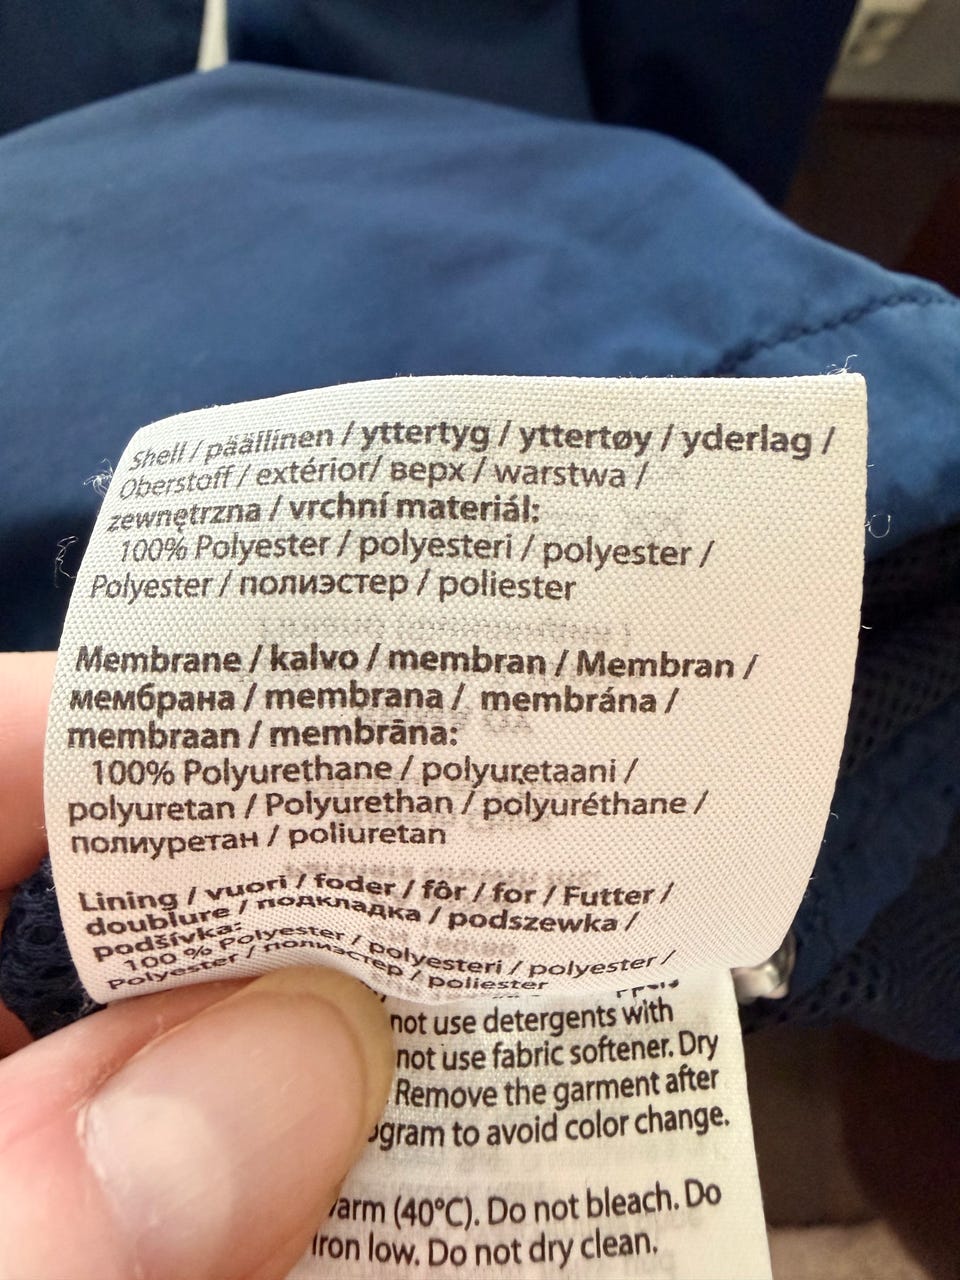 Shell / päällinen / yttertyg / yttertøy / yderlag /
Oberstoff / extérior/ верх / warstwa /
zewnętrzna / vrchní materiál:
100% Polyester / polyesteri / polyester /
Polyester / полиэстер / poliester
Membrane / kalvo / membran / Membran /
мембрана / membrana / membrána /
membraan / membrāna:
100% Polyurethane / polyuretaani /
polyuretan / Polyurethan / polyuréthane /
полиуретан / poliuretan
Lining / vuori / foder / fôr / for / Futter /
doublure / подкладка / podszewka /
podšívka:
100 % Polyester / polyesteri / polyester /
Polyester / полиэстер / poliester
not use detergents with
not use fabric softener. Dry
Remove the garment after
ogram to avoid color change.
arm (40°C). Do not bleach. Do
iron low. Do not dry clean.